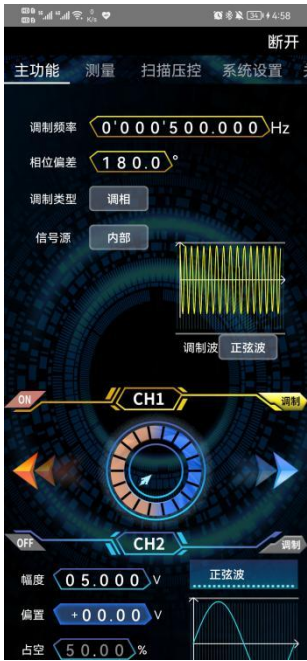 0 K/s 34 4:58
断开
主功能 测量 扫描压控 系统设置
调制频率 0'000'500.000 Hz
相位偏差 180.0 °
调制类型 调相
信号源 内部
调制波 正弦波
ON CH1 调制
OFF CH2 调制
幅度 05.000 V 正弦波
偏置 +00.00 V
占空 50.00 %